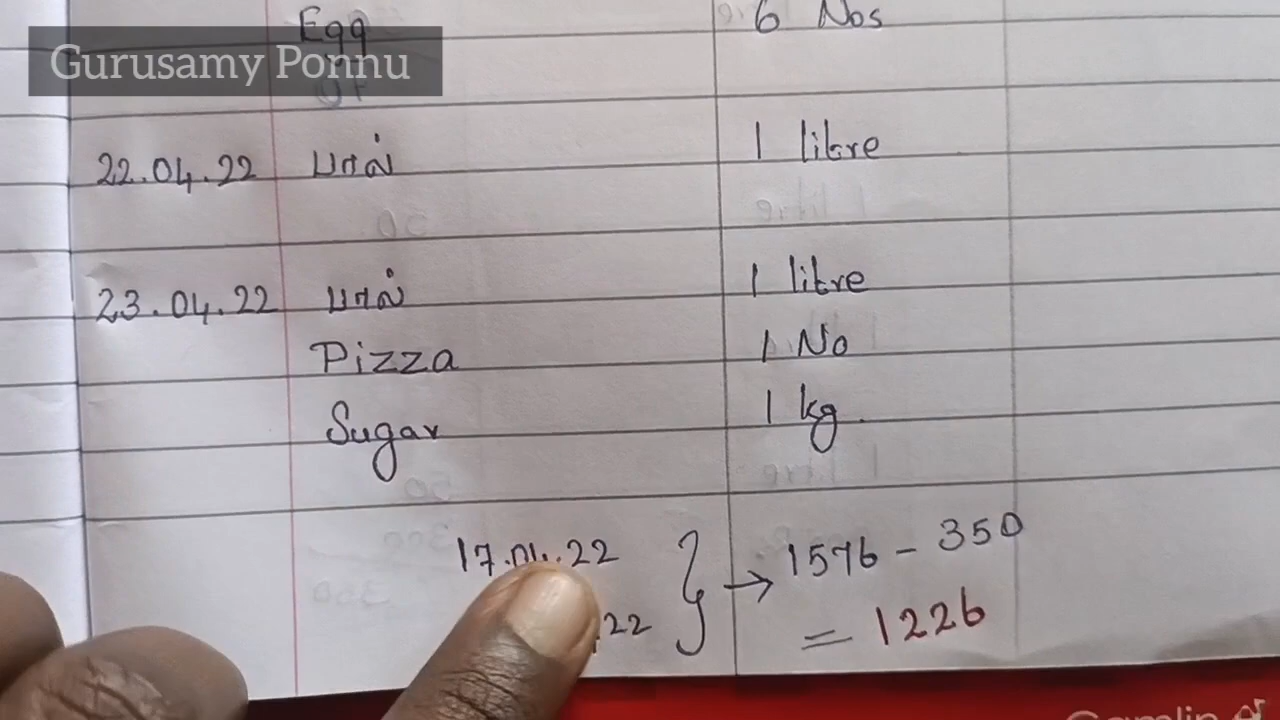 Egg 6 Nos
Gurusamy Ponnu
22.04.22 பால் 1 litre
23.04.22 பால் 1 litre
Pizza 1 No
Sugar 1 kg.
17.04.22 } → 1576 - 350
22 = 1226